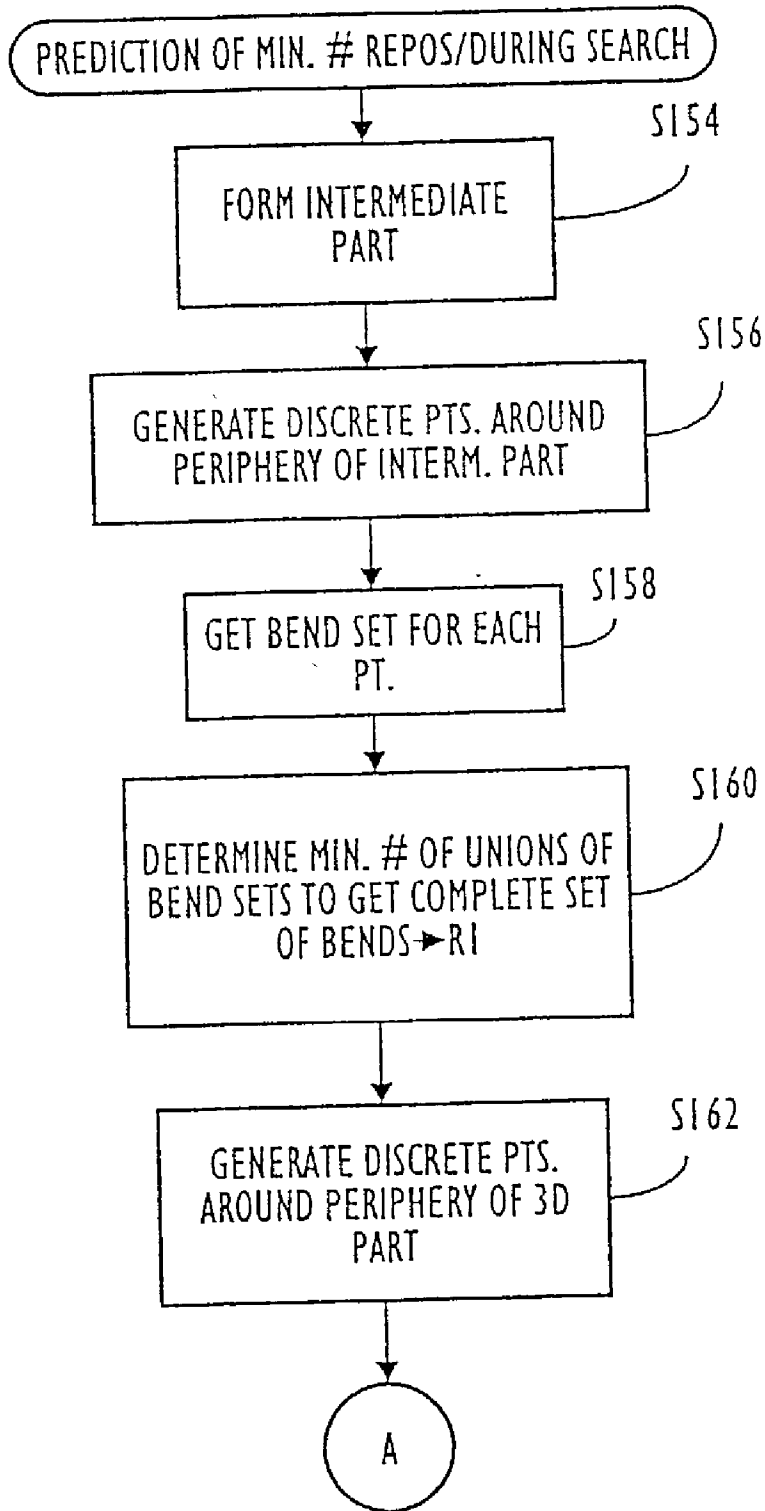 PREDICTION OF MIN. # REPOS/DURING SEARCH
S154
FORM INTERMEDIATE
PART
S156
GENERATE DISCRETE PTS. AROUND
PERIPHERY OF INTERM. PART
S158
GET BEND SET FOR EACH
PT.
S160
DETERMINE MIN. # OF UNIONS OF
BEND SETS TO GET COMPLETE SET
OF BENDS→R1
S162
GENERATE DISCRETE PTS.
AROUND PERIPHERY OF 3D
PART
A